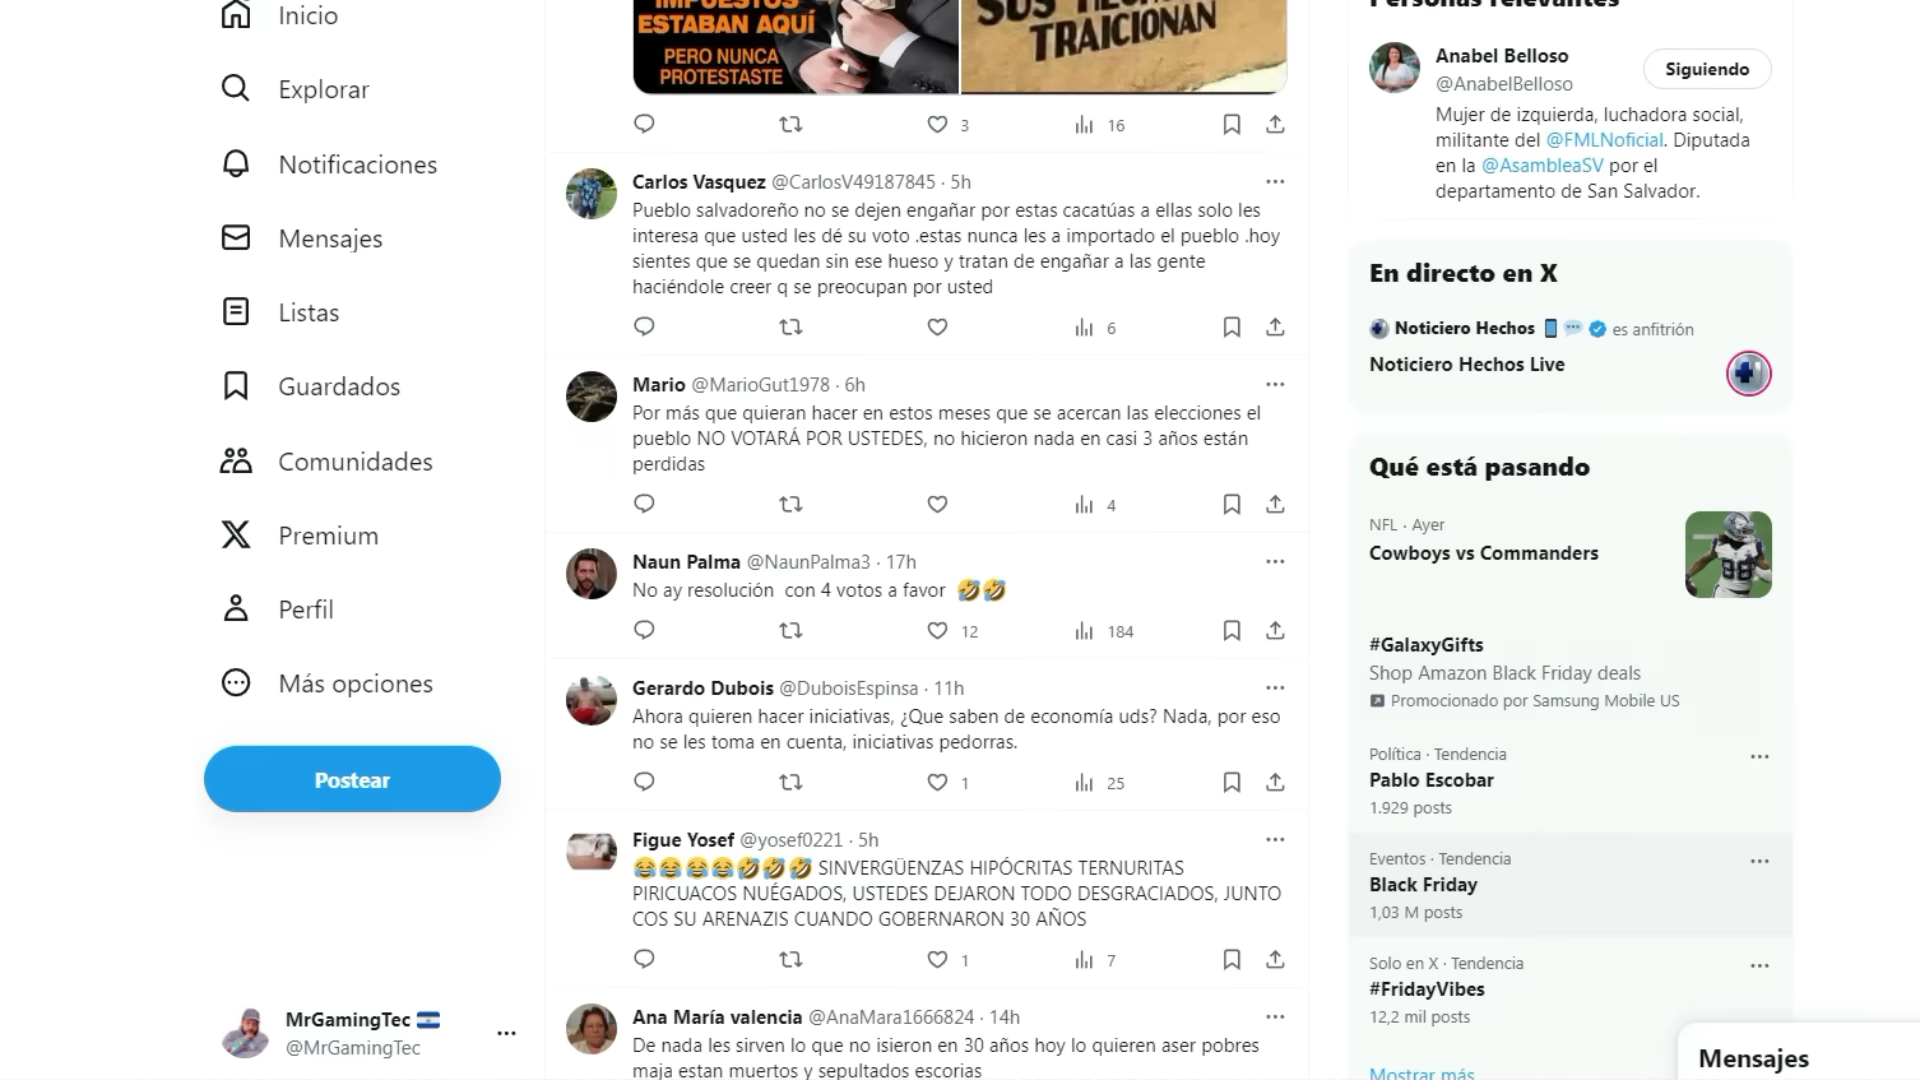 Inicio
Explorar
Notificaciones
Mensajes
Listas
Guardados
Comunidades
Premium
Perfil
Más opciones
Postear
MrGamingTec
@MrGamingTec
ESTABAN AQUÍ
PERO NUNCA
PROTESTASTE
TRAICIONAN
3
16
Carlos Vasquez @CarlosV49187845 · 5h
Pueblo salvadoreño no se dejen engañar por estas cacatúas a ellas solo les
interesa que usted les dé su voto .estas nunca les a importado el pueblo .hoy
sientes que se quedan sin ese hueso y tratan de engañar a las gente
haciéndole creer q se preocupan por usted
6
Mario @MarioGut1978 · 6h
Por más que quieran hacer en estos meses que se acercan las elecciones el
pueblo NO VOTARÁ POR USTEDES, no hicieron nada en casi 3 años están
perdidas
4
Naun Palma @NaunPalma3 · 17h
No ay resolución con 4 votos a favor 🤣🤣
12
184
Gerardo Dubois @DuboisEspinsa · 11h
Ahora quieren hacer iniciativas, ¿Que saben de economía uds? Nada, por eso
no se les toma en cuenta, iniciativas pedorras.
1
25
Figue Yosef @yosef0221 · 5h
😂😂😂😂🤣🤣🤣 SINVERGÜENZAS HIPÓCRITAS TERNURITAS
PIRICUACOS NUÉGADOS, USTEDES DEJARON TODO DESGRACIADOS, JUNTO
COS SU ARENAZIS CUANDO GOBERNARON 30 AÑOS
1
7
Ana María valencia @AnaMara1666824 · 14h
De nada les sirven lo que no isieron en 30 años hoy lo quieren aser pobres
maja estan muertos y sepultados escorias
Personas relevantes
Anabel Belloso
@AnabelBelloso
Siguiendo
Mujer de izquierda, luchadora social,
militante del @FMLNoficial. Diputada
en la @AsambleaSV por el
departamento de San Salvador.
En directo en X
Noticiero Hechos es anfitrión
Noticiero Hechos Live
Qué está pasando
NFL · Ayer
Cowboys vs Commanders
88
#GalaxyGifts
Shop Amazon Black Friday deals
Promocionado por Samsung Mobile US
Política · Tendencia
Pablo Escobar
1.929 posts
Eventos · Tendencia
Black Friday
1,03 M posts
Solo en X · Tendencia
#FridayVibes
12,2 mil posts
Mostrar más
Mensajes